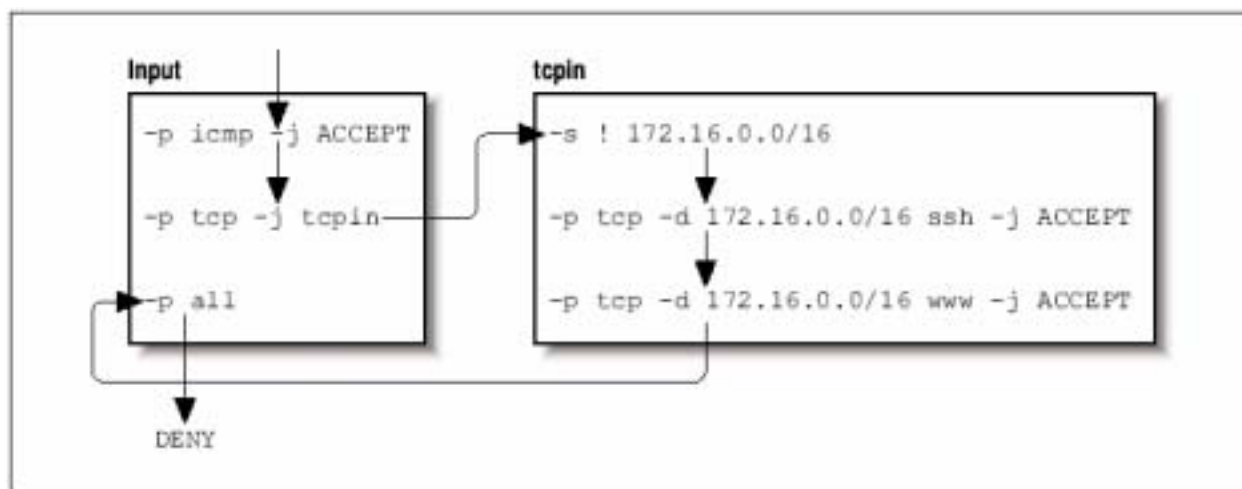 Input
-p icmp -j ACCEPT
-p tcp -j tcpin
-p all
DENY
tcpin
-s ! 172.16.0.0/16
-p tcp -d 172.16.0.0/16 ssh -j ACCEPT
-p tcp -d 172.16.0.0/16 www -j ACCEPT